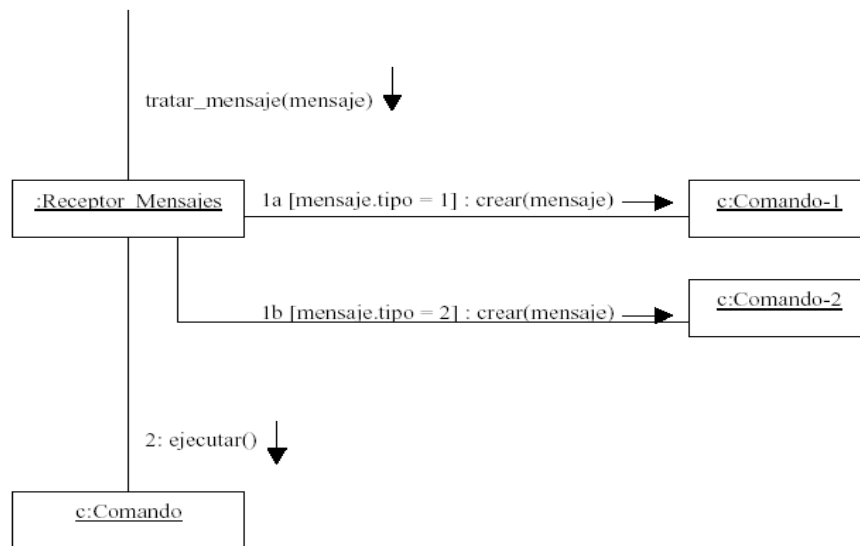 tratar_mensaje(mensaje)
:Receptor_Mensajes
1a [mensaje.tipo = 1] : crear(mensaje)
c:Comando-1
1b [mensaje.tipo = 2] : crear(mensaje)
c:Comando-2
2: ejecutar()
c:Comando